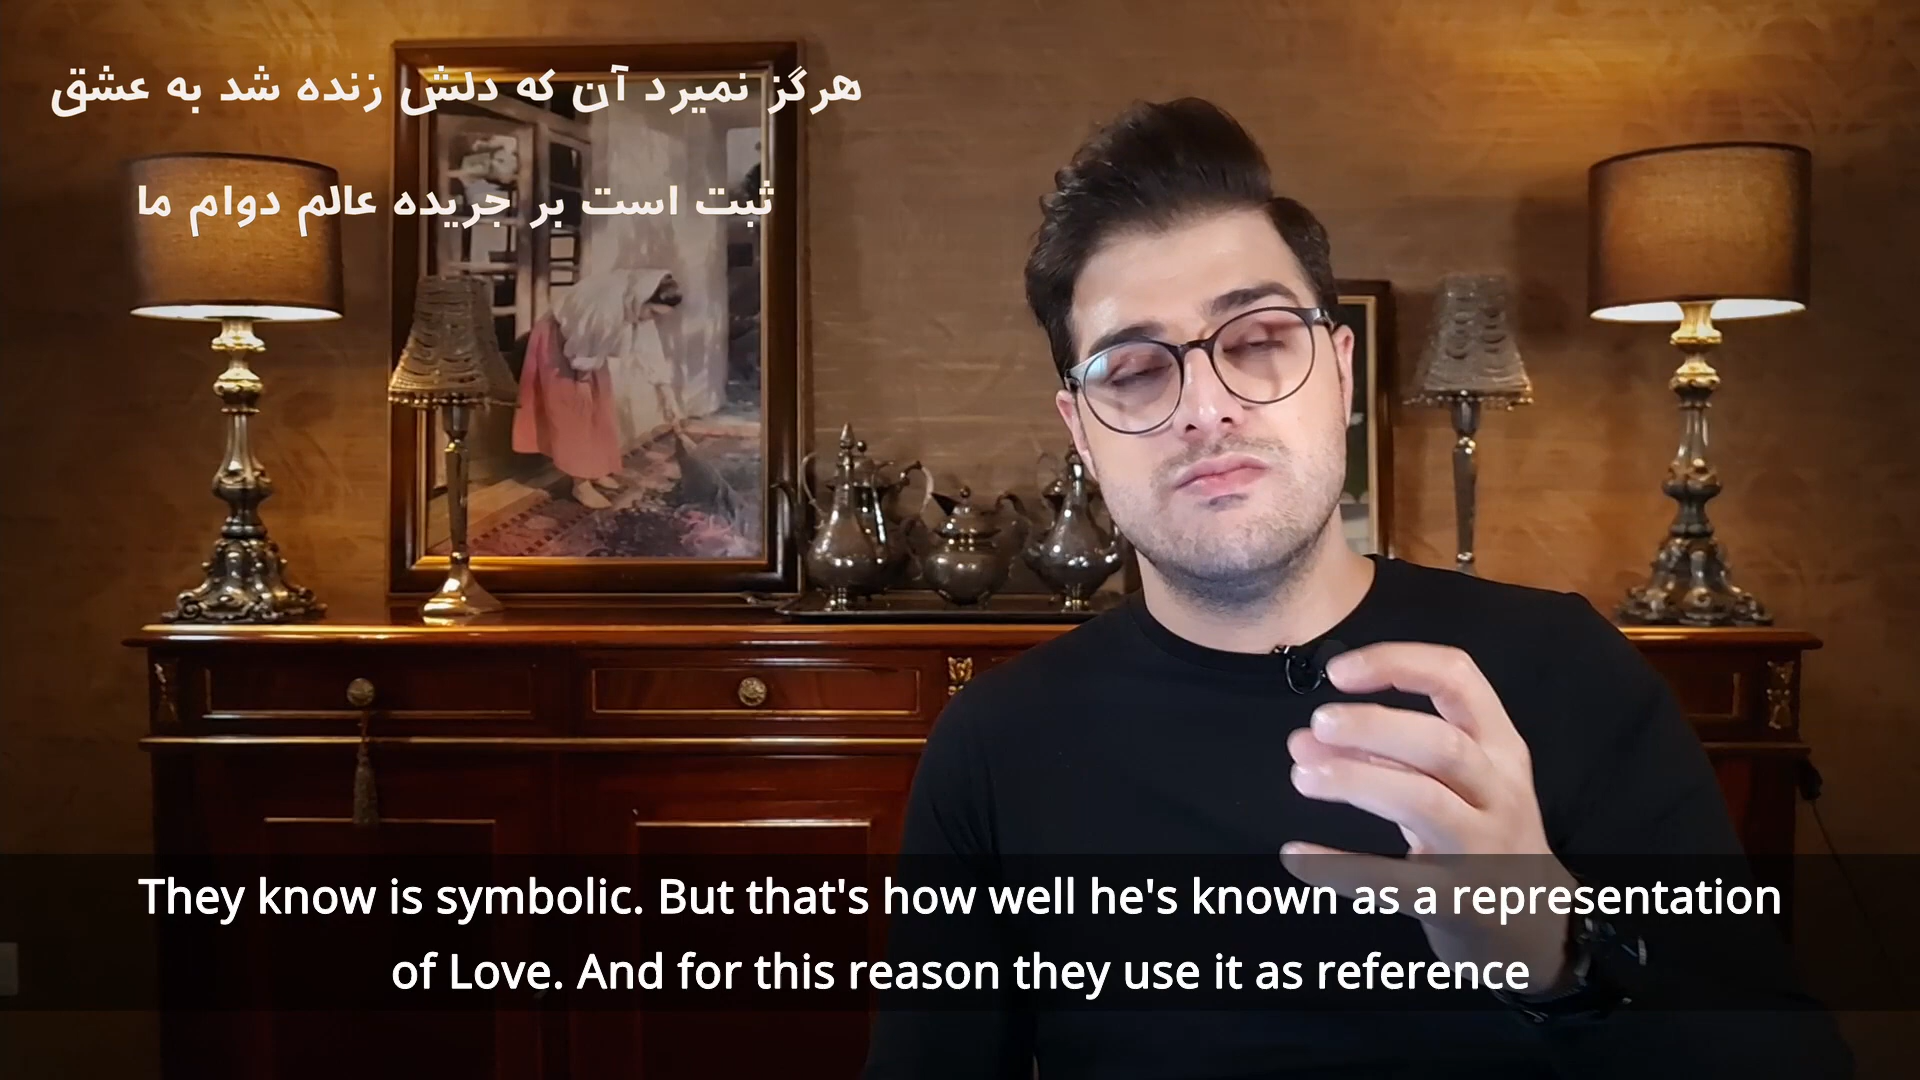 هرگز نمیرد آن که دلش زنده شد به عشق
ثبت است بر جریده عالم دوام ما
They know is symbolic. But that's how well he's known as a representation
of Love. And for this reason they use it as reference